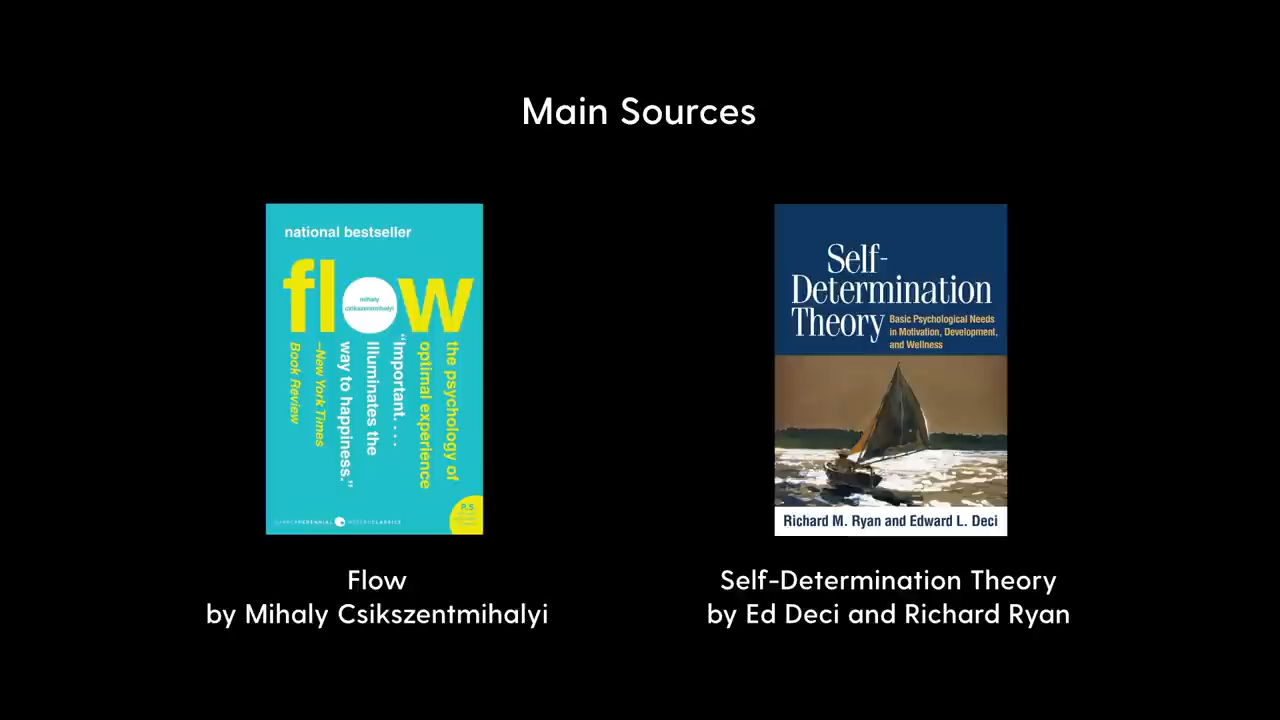 Main Sources
national bestseller
flow
mihaly
csikszentmihalyi
the psychology of
optimal experience
“Important. . . .
Illuminates the
way to happiness.”
—New York Times
Book Review
P.S.
HARPERPERENNIAL MODERNCLASSICS
Flow
by Mihaly Csikszentmihalyi
Self-
Determination
Theory
Basic Psychological Needs
in Motivation, Development,
and Wellness
Richard M. Ryan and Edward L. Deci
Self-Determination Theory
by Ed Deci and Richard Ryan